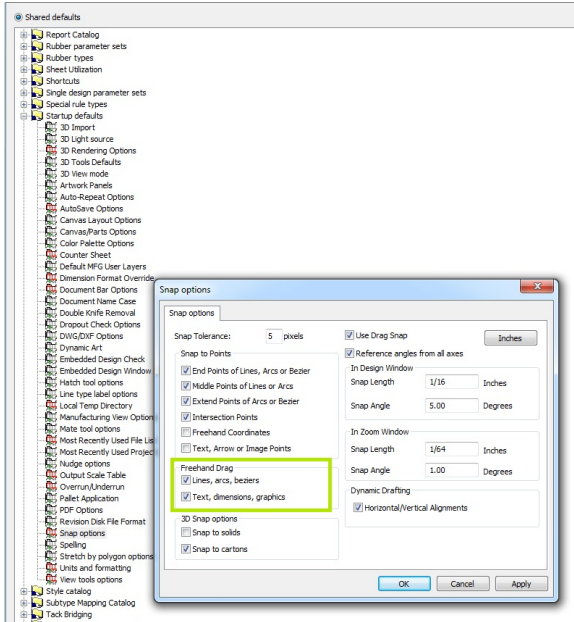 Shared defaults
Report Catalog
Rubber parameter sets
Rubber types
Sheet Utilization
Shortcuts
Single design parameter sets
Special rule types
Startup defaults
3D Import
3D Light source
3D Rendering Options
3D Tools Defaults
3D View mode
Artwork Panels
Auto-Repeat Options
AutoSave Options
Canvas Layout Options
Canvas/Parts Options
Color Palette Options
Counter Sheet
Default MFG User Layers
Dimension Format Override
Document Bar Options
Document Name Case
Double Knife Removal
Dropout Check Options
DWG/DXF Options
Dynamic Art
Embedded Design Check
Embedded Design Window
Hatch tool options
Line type label options
Local Temp Directory
Manufacturing View Option
Mate tool options
Most Recently Used File Lis
Most Recently Used Project
Nudge options
Output Scale Table
Overrun/Underrun
Pallet Application
PDF Options
Revision Disk File Format
Snap options
Spelling
Stretch by polygon options
Units and formatting
View tools options
Style catalog
Subtype Mapping Catalog
Tack Bridging
Snap options
Snap options
Snap Tolerance: 5 pixels
Snap to Points
End Points of Lines, Arcs or Bezier
Middle Points of Lines or Arcs
Extend Points of Arcs or Bezier
Intersection Points
Freehand Coordinates
Text, Arrow or Image Points
Freehand Drag
Lines, arcs, beziers
Text, dimensions, graphics
3D Snap options
Snap to solids
Snap to cartons
Use Drag Snap
Inches
Reference angles from all axes
In Design Window
Snap Length 1/16 Inches
Snap Angle 5.00 Degrees
In Zoom Window
Snap Length 1/64 Inches
Snap Angle 1.00 Degrees
Dynamic Drafting
Horizontal/Vertical Alignments
OK Cancel Apply